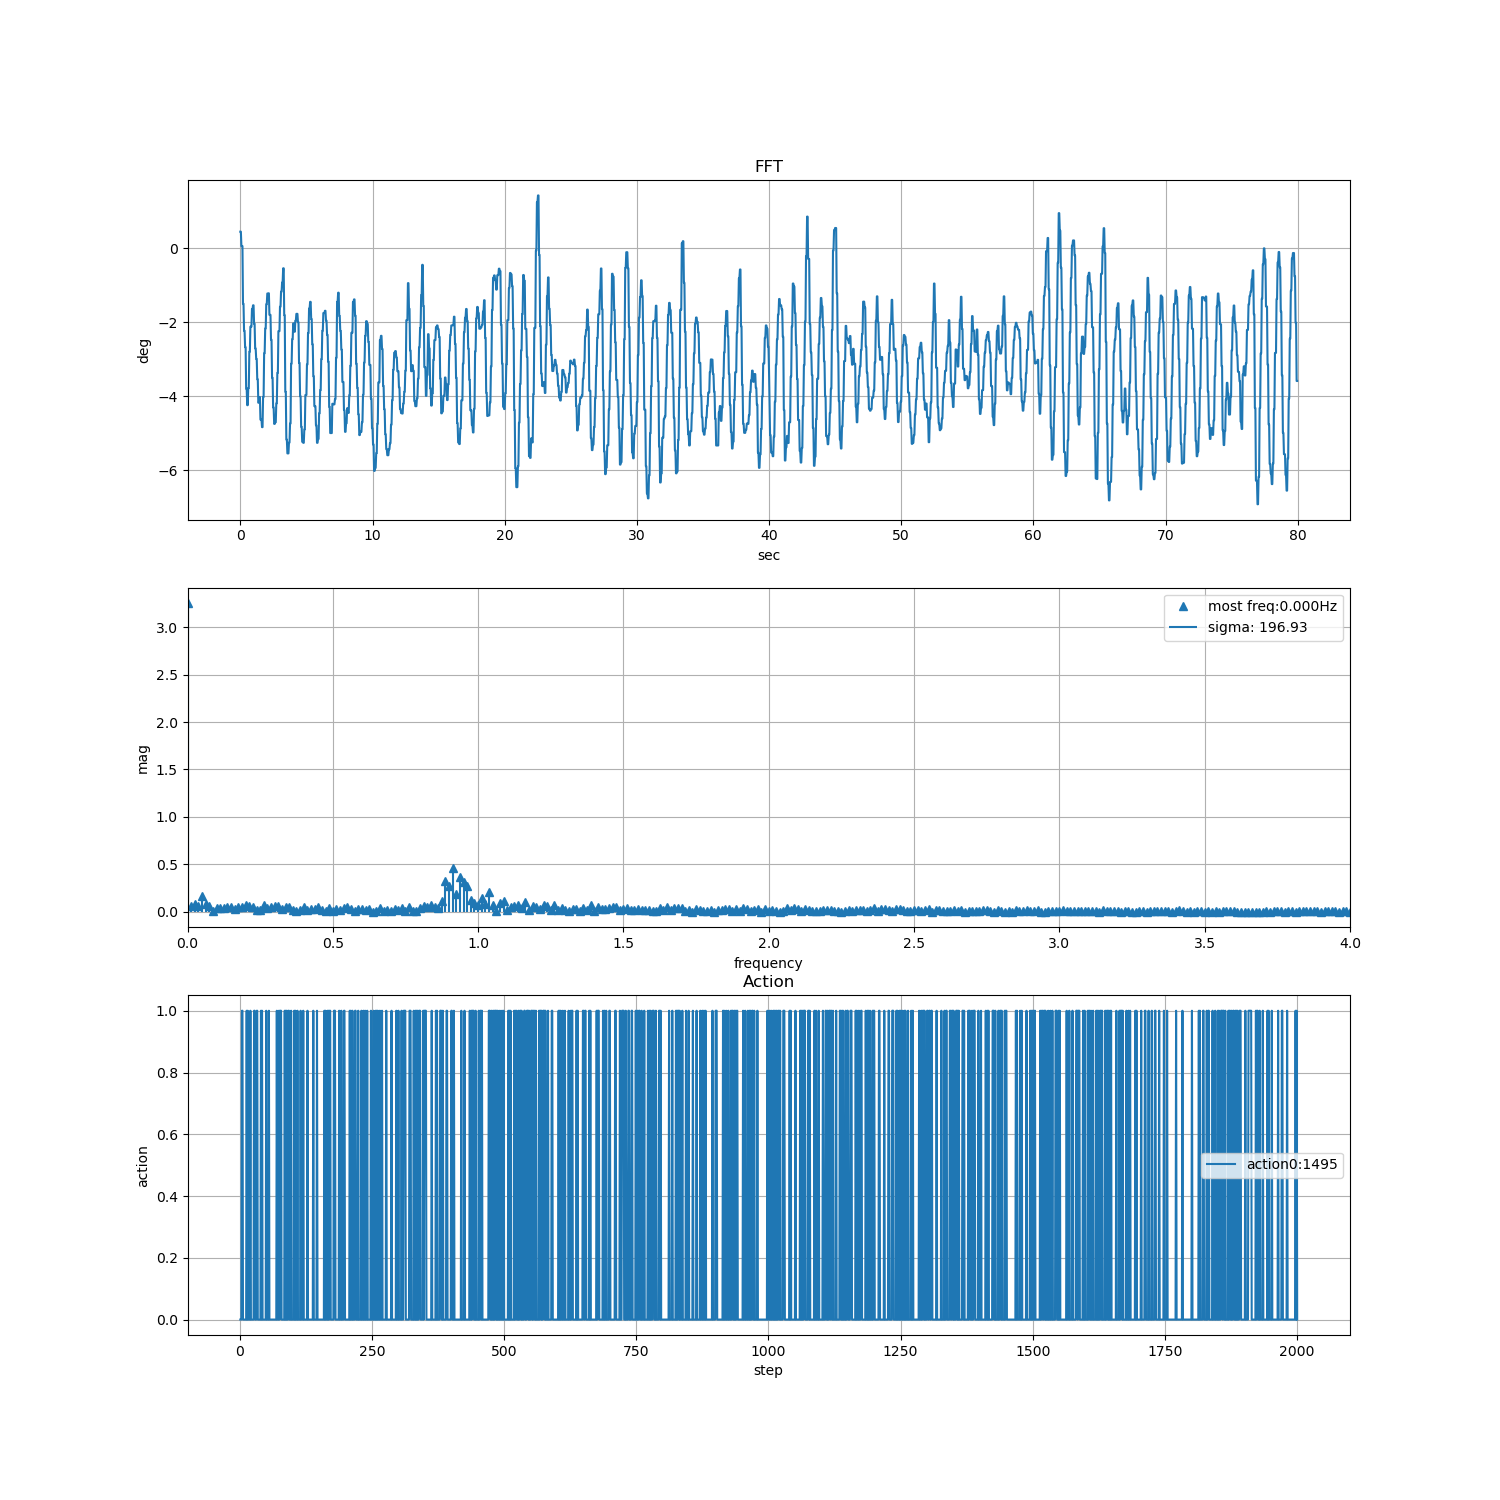 FFT
0
−2
−4
−6
deg
0 10 20 30 40 50 60 70 80
sec
most freq:0.000Hz
sigma: 196.93
3.0
2.5
2.0
1.5
1.0
0.5
0.0
mag
0.0 0.5 1.0 1.5 2.0 2.5 3.0 3.5 4.0
frequency
Action
1.0
0.8
0.6
0.4
0.2
0.0
action
action0:1495
0 250 500 750 1000 1250 1500 1750 2000
step